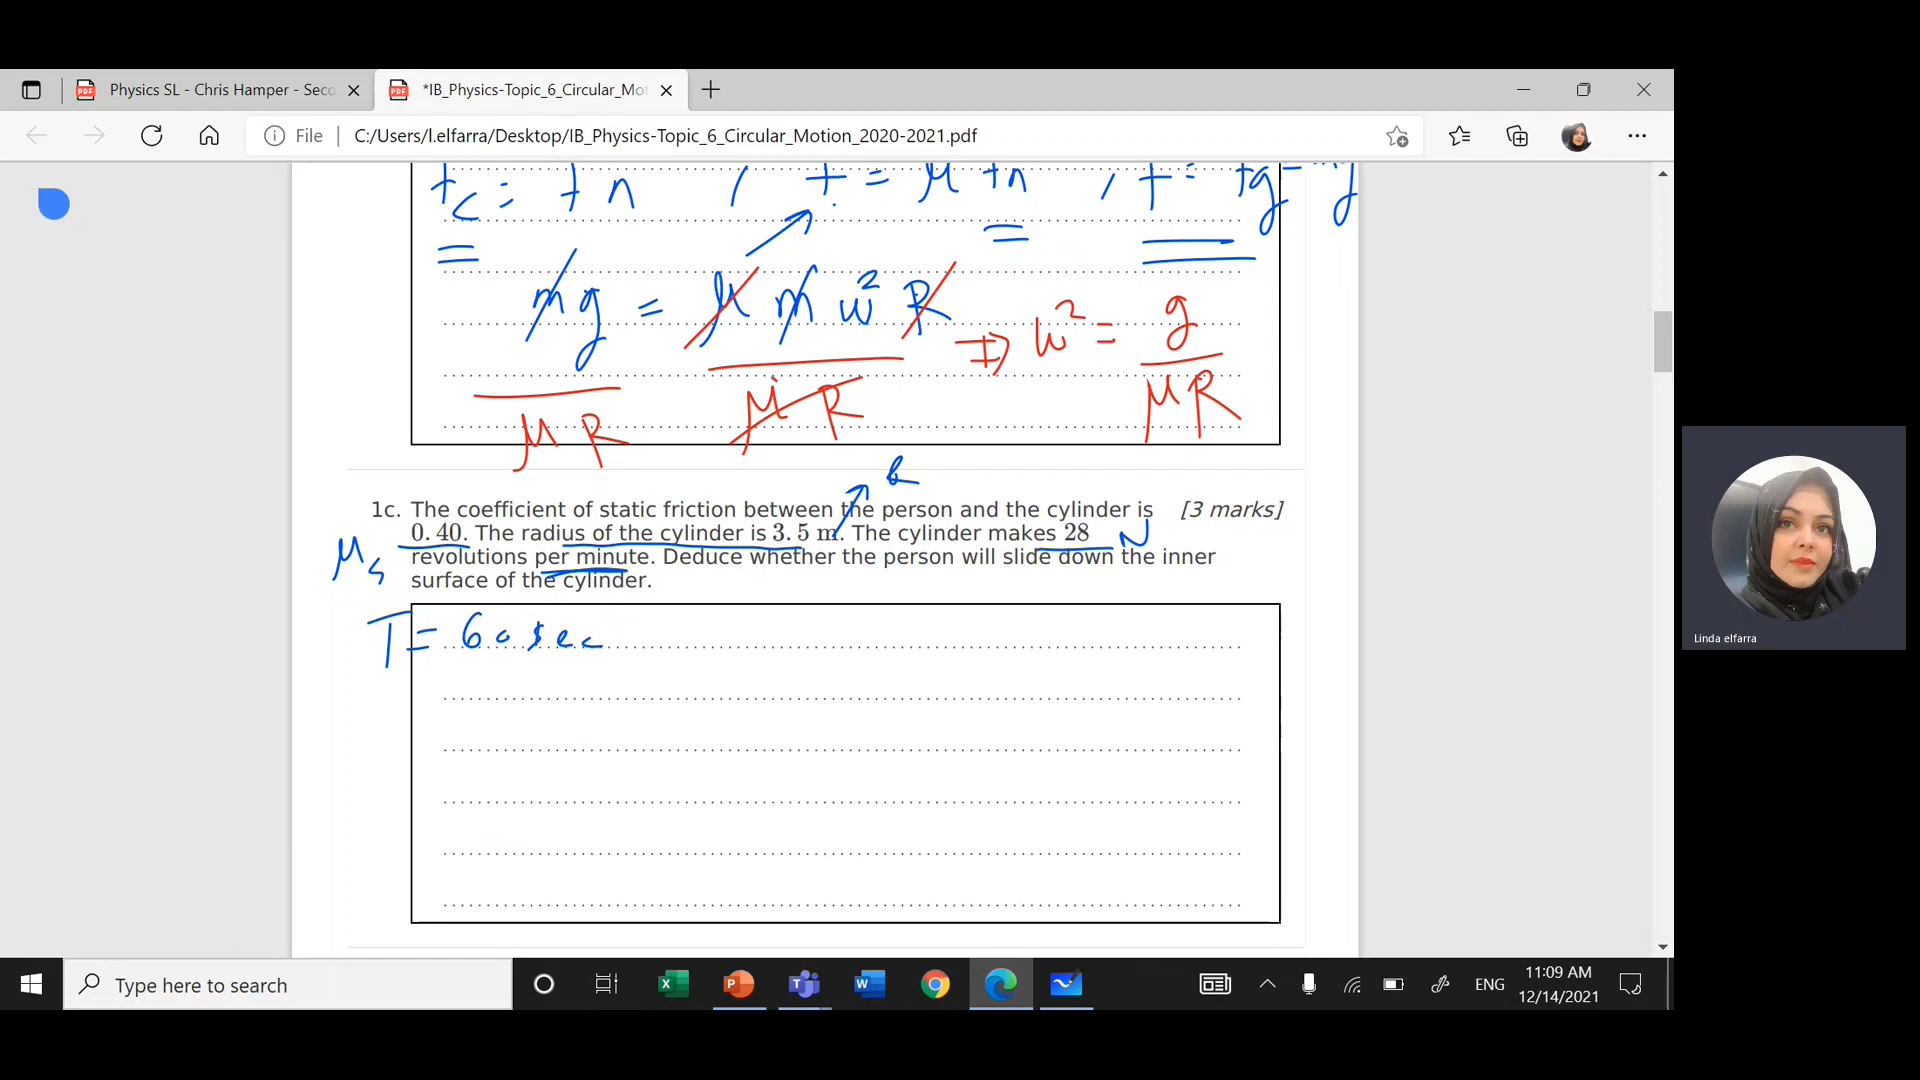 Physics SL - Chris Hamper - Seco
*IB_Physics-Topic_6_Circular_Mot
File
C:/Users/l.elfarra/Desktop/IB_Physics-Topic_6_Circular_Motion_2020-2021.pdf
mg = μ m w² R
μ R
μ R
⇒ w² = g
μ R
R
1c. The coefficient of static friction between the person and the cylinder is [3 marks]
0.40. The radius of the cylinder is 3.5 m. The cylinder makes 28 N
μs revolutions per minute. Deduce whether the person will slide down the inner
surface of the cylinder.
T = 60 sec
Linda elfarra
Type here to search
ENG
11:09 AM
12/14/2021